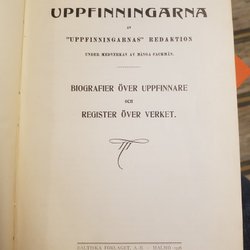 UPPFINNINGARNA
AV
"UPPFINNINGARNAS" REDAKTION
UNDER MEDVERKAN AV MÅNGA FACKMÄN.
BIOGRAFIER ÖVER UPPFINNARE
OCH
REGISTER ÖVER VERKET.
BALTISKA FÖRLAGET A. B. — MALMÖ